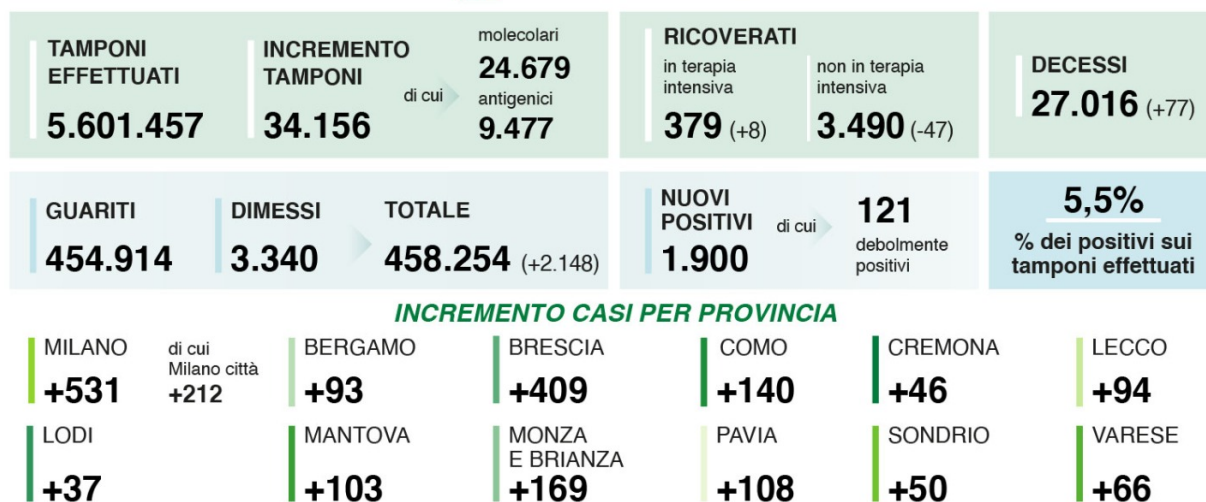 TAMPONI
EFFETTUATI
5.601.457
INCREMENTO
TAMPONI
34.156
di cui
molecolari
24.679
antigenici
9.477
RICOVERATI
in terapia
intensiva
379 (+8)
non in terapia
intensiva
3.490 (-47)
DECESSI
27.016 (+77)
GUARITI
454.914
DIMESSI
3.340
TOTALE
458.254 (+2.148)
NUOVI
POSITIVI
1.900
di cui
121
debolmente
positivi
5,5%
% dei positivi sui
tamponi effettuati
INCREMENTO CASI PER PROVINCIA
MILANO
+531
di cui
Milano città
+212
BERGAMO
+93
BRESCIA
+409
COMO
+140
CREMONA
+46
LECCO
+94
LODI
+37
MANTOVA
+103
MONZA
E BRIANZA
+169
PAVIA
+108
SONDRIO
+50
VARESE
+66